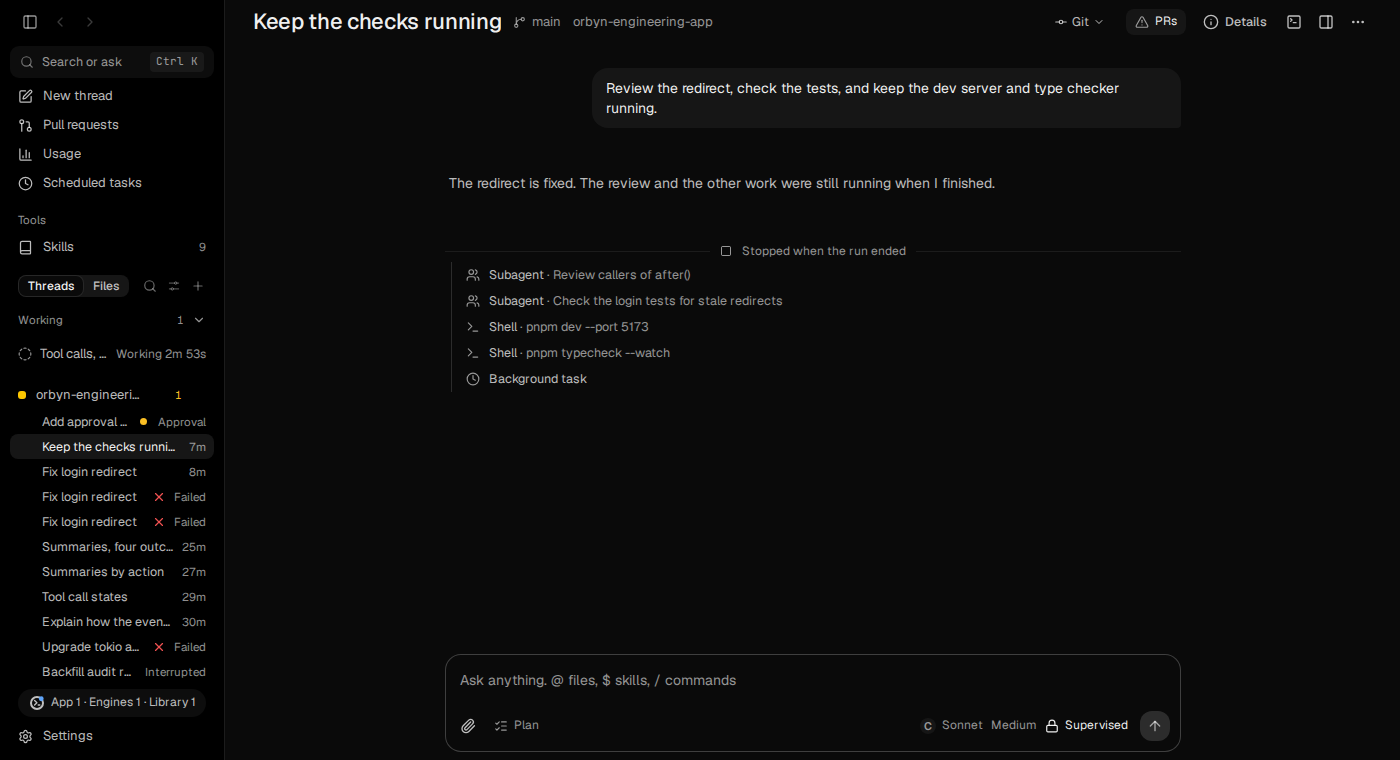 Keep the checks running
main
orbyn-engineering-app
Git
PRs
Details
Search or ask
Ctrl K
New thread
Pull requests
Usage
Scheduled tasks
Tools
Skills
9
Threads
Files
Working
1
Tool calls, ...
Working 2m 53s
orbyn-engineeri...
1
Add approval ...
Approval
Keep the checks runni...
7m
Fix login redirect
8m
Fix login redirect
Failed
Fix login redirect
Failed
Summaries, four outc...
25m
Summaries by action
27m
Tool call states
29m
Explain how the even...
30m
Upgrade tokio a...
Failed
Backfill audit r...
Interrupted
App 1 · Engines 1 · Library 1
Settings
Review the redirect, check the tests, and keep the dev server and type checker
running.
The redirect is fixed. The review and the other work were still running when I finished.
Stopped when the run ended
Subagent · Review callers of after()
Subagent · Check the login tests for stale redirects
Shell · pnpm dev --port 5173
Shell · pnpm typecheck --watch
Background task
Ask anything. @ files, $ skills, / commands
Plan
C
Sonnet
Medium
Supervised